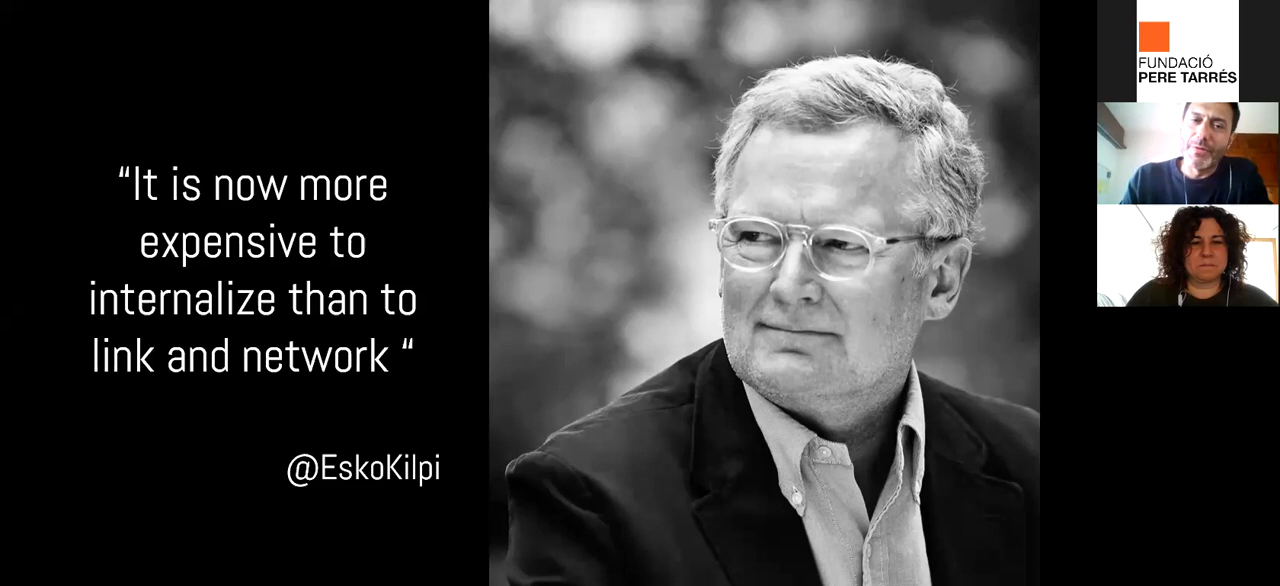 “It is now more
expensive to
internalize than to
link and network “
@EskoKilpi
FUNDACIÓ
PERE TARRÉS